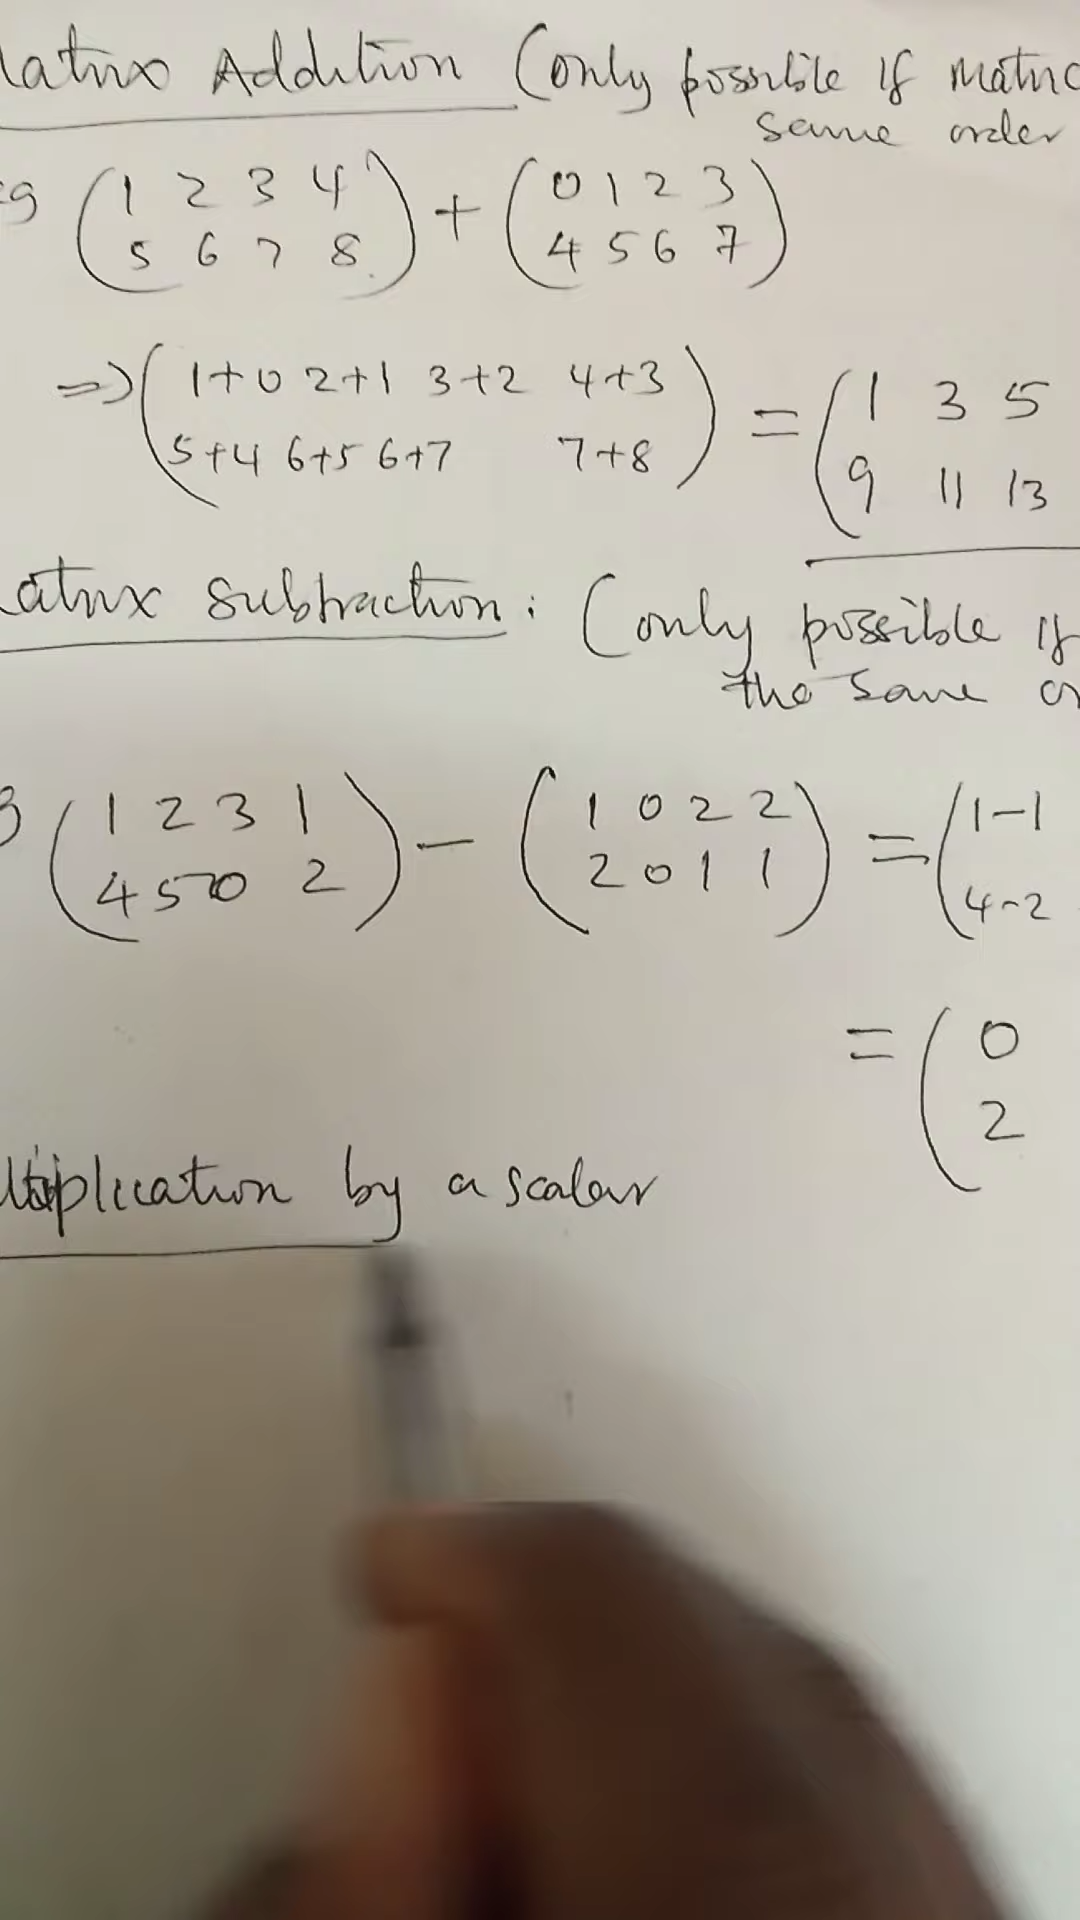 latrix Addition (only possible if matric
same order
eg (1 2 3 4) + (0 1 2 3)
(5 6 7 8) (4 5 6 7)
=> (1+0 2+1 3+2 4+3) = (1 3 5
(5+4 6+5 6+7 7+8) (9 11 13
atrix Subtraction: (only possible if
the same or
(1 2 3 1) - (1 0 2 2) = (1-1
(4 5 0 2) (2 0 1 1) (4-2
= (0
2
ltiplication by a scalar